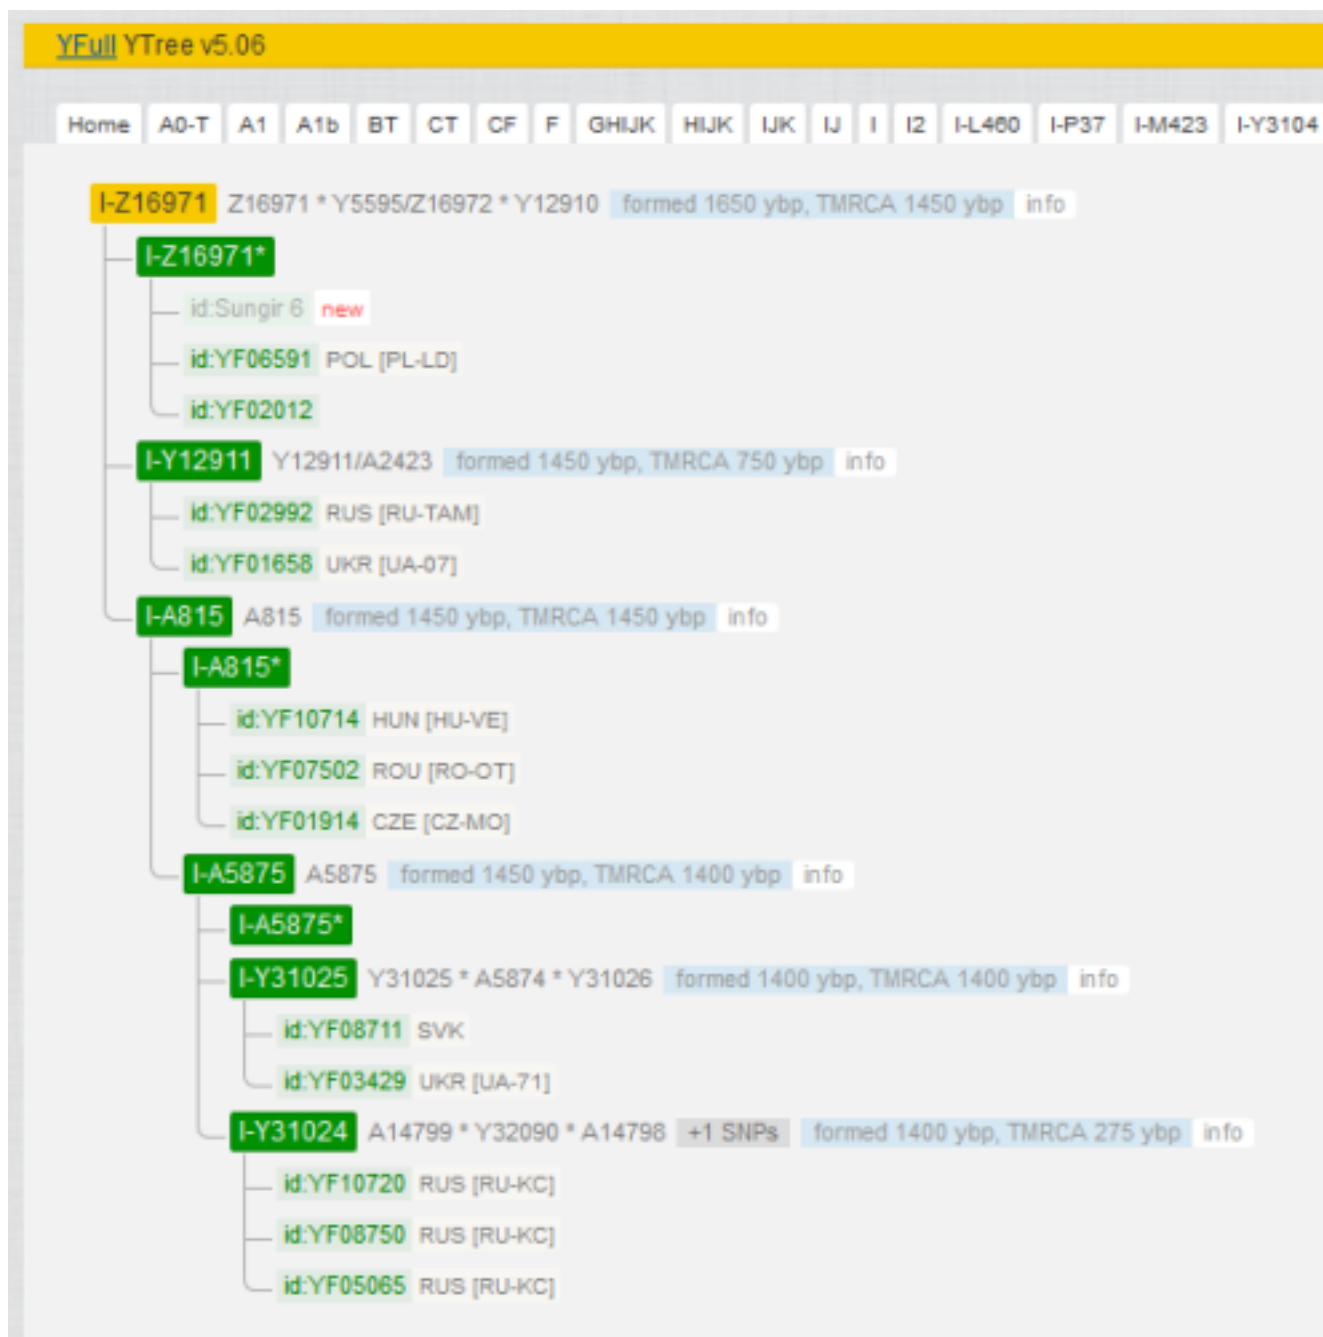 YFull YTree v5.06
Home A0-T A1 A1b BT CT CF F GHIJK HIJK IJK IJ I I2 I-L460 I-P37 I-M423 I-Y3104
I-Z16971 Z16971 * Y5595/Z16972 * Y12910 formed 1650 ybp, TMRCA 1450 ybp info
I-Z16971*
id:Sungir 6 new
id:YF06591 POL [PL-LD]
id:YF02012
I-Y12911 Y12911/A2423 formed 1450 ybp, TMRCA 750 ybp info
id:YF02992 RUS [RU-TAM]
id:YF01658 UKR [UA-07]
I-A815 A815 formed 1450 ybp, TMRCA 1450 ybp info
I-A815*
id:YF10714 HUN [HU-VE]
id:YF07502 ROU [RO-OT]
id:YF01914 CZE [CZ-MO]
I-A5875 A5875 formed 1450 ybp, TMRCA 1400 ybp info
I-A5875*
I-Y31025 Y31025 * A5874 * Y31026 formed 1400 ybp, TMRCA 1400 ybp info
id:YF08711 SVK
id:YF03429 UKR [UA-71]
I-Y31024 A14799 * Y32090 * A14798 +1 SNPs formed 1400 ybp, TMRCA 275 ybp info
id:YF10720 RUS [RU-KC]
id:YF08750 RUS [RU-KC]
id:YF05065 RUS [RU-KC]